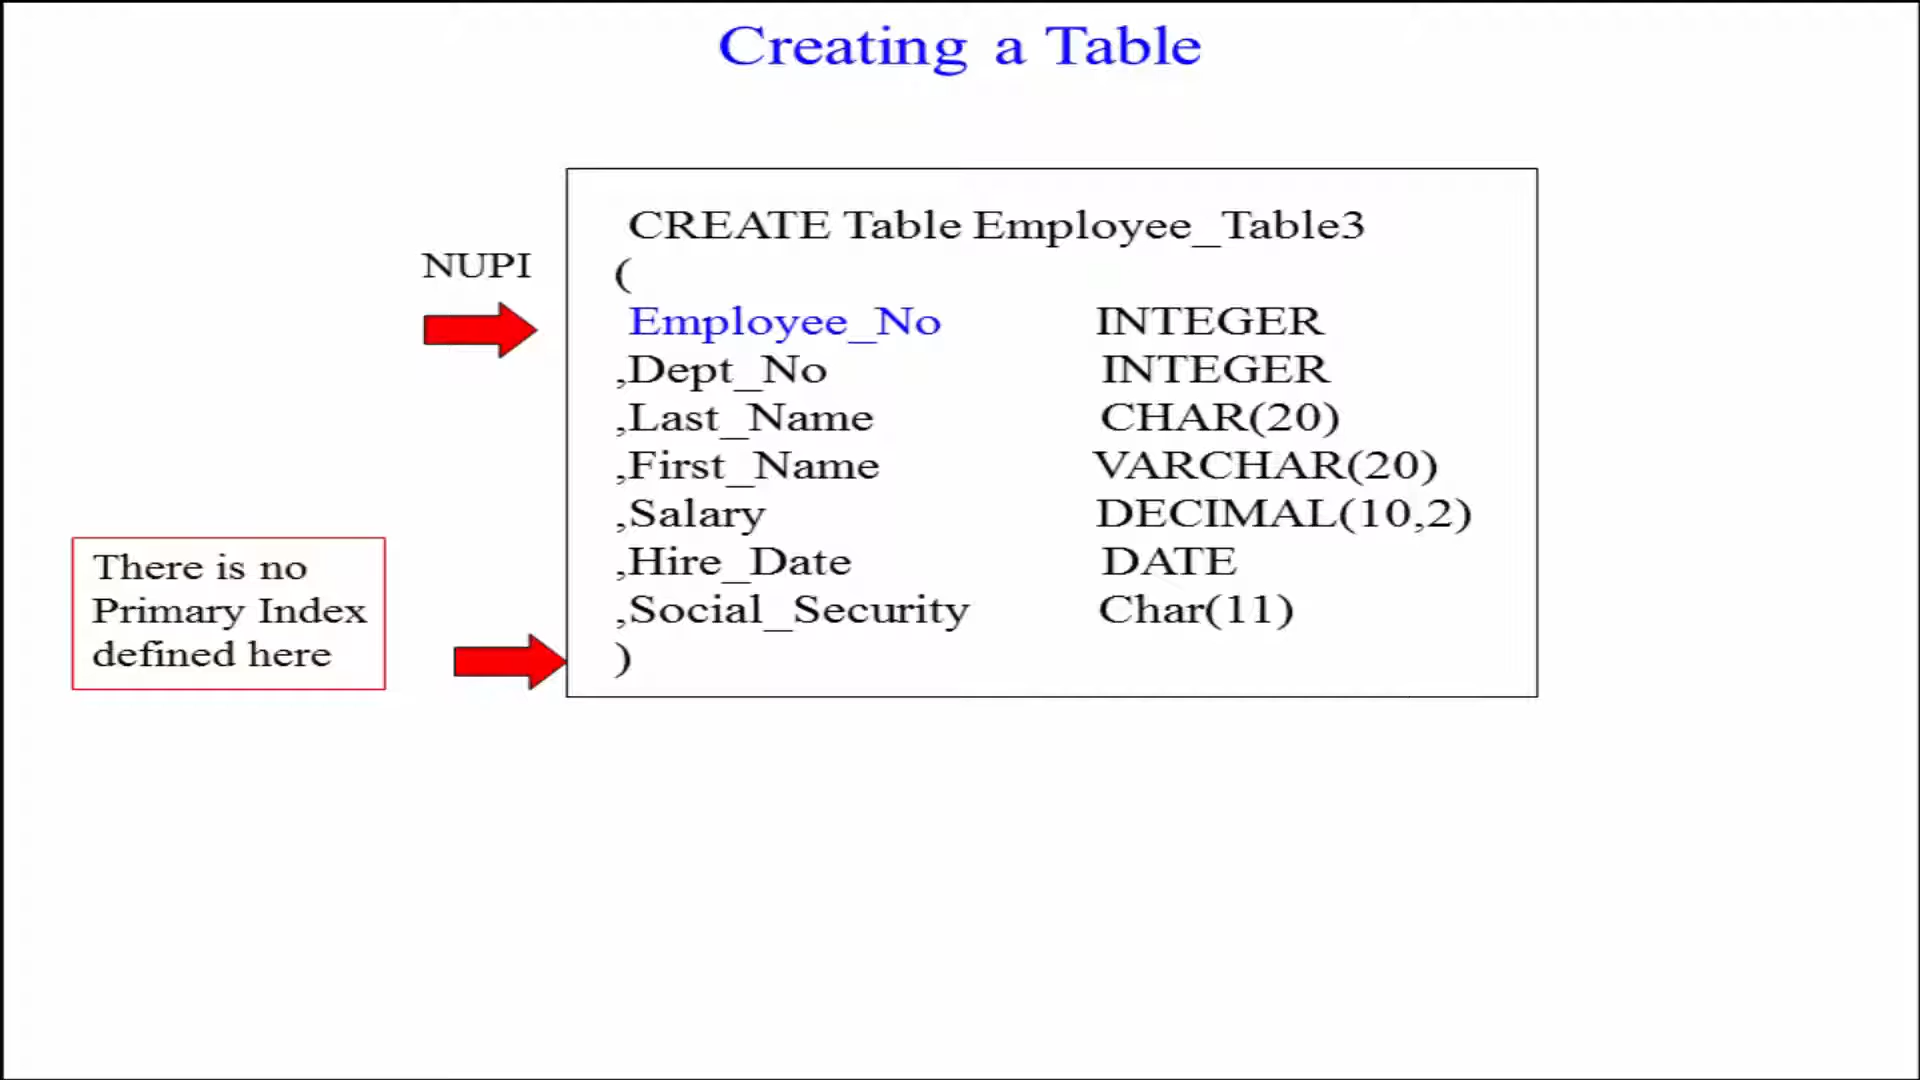 Creating a Table
NUPI
CREATE Table Employee_Table3
(
Employee_No INTEGER
,Dept_No INTEGER
,Last_Name CHAR(20)
,First_Name VARCHAR(20)
,Salary DECIMAL(10,2)
,Hire_Date DATE
,Social_Security Char(11)
)
There is no
Primary Index
defined here